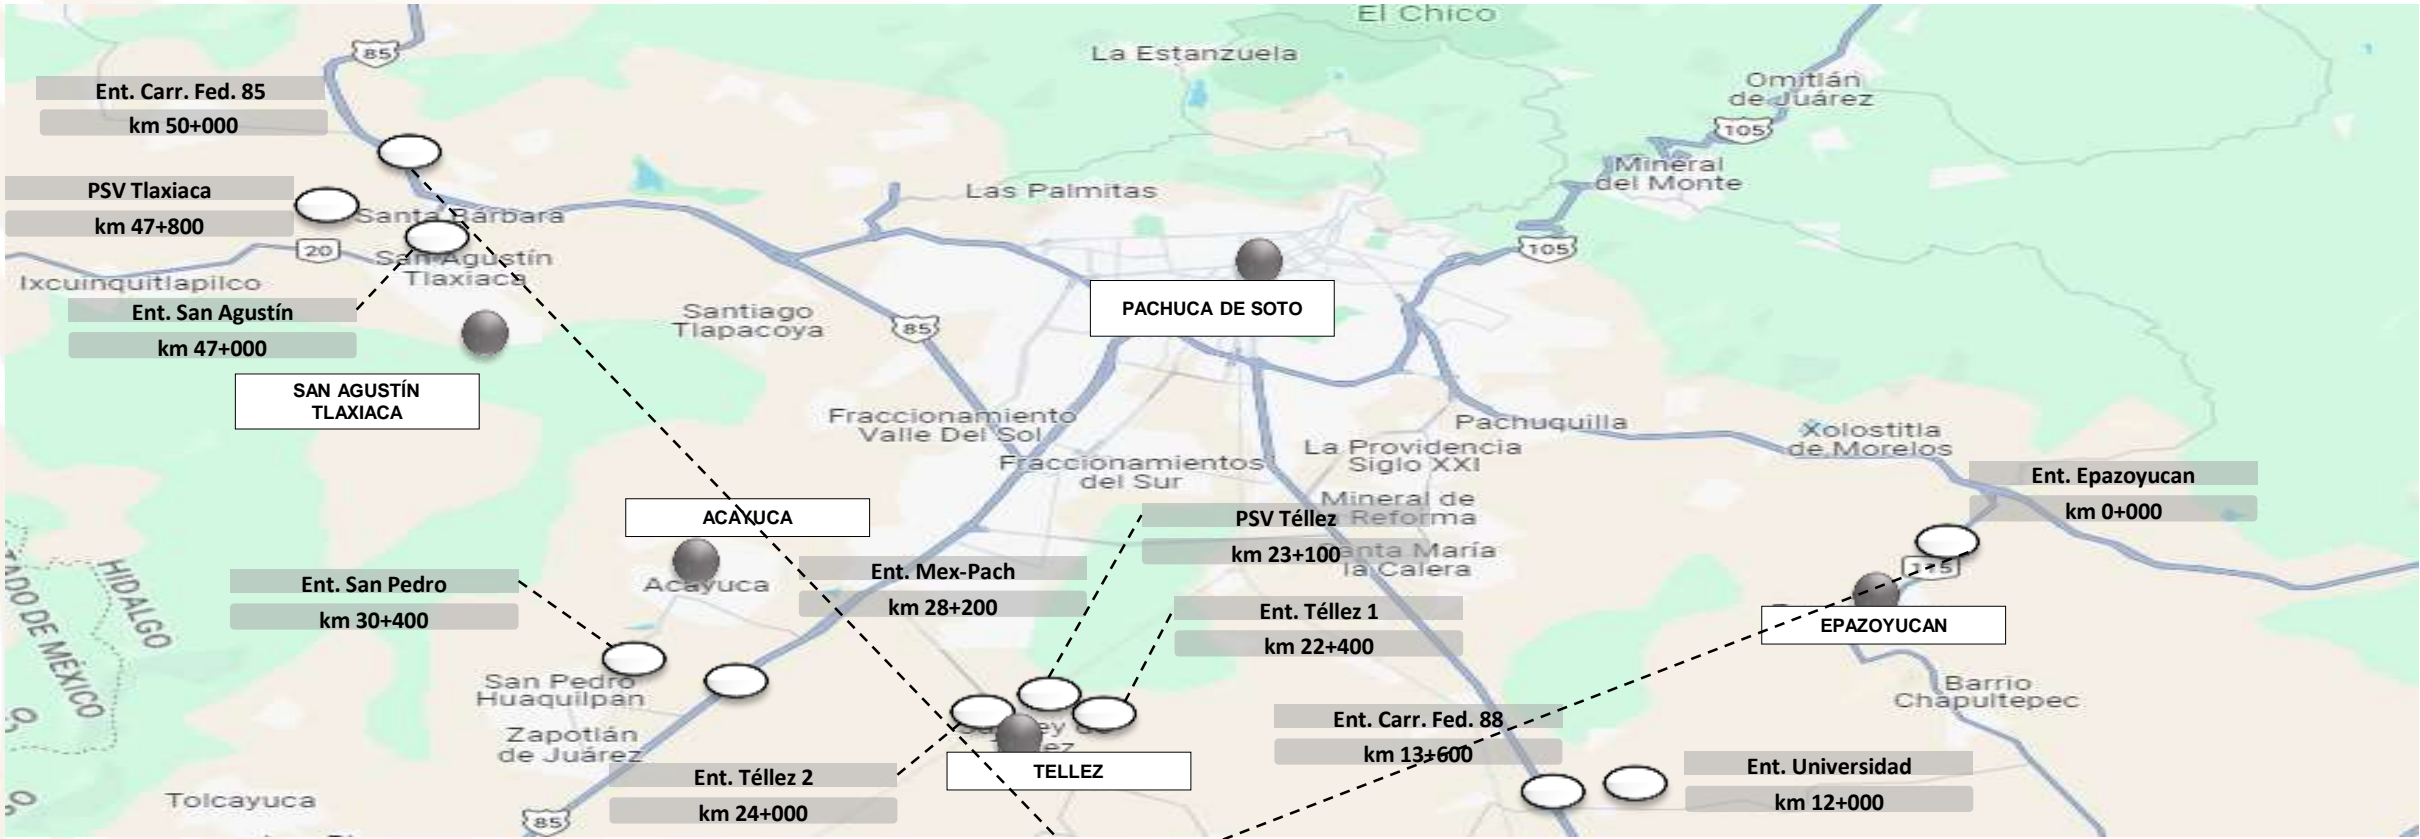 El Chico
85
La Estanzuela
Ent. Carr. Fed. 85
km 50+000
Omitlán
de Juárez
105
Mineral
del Monte
PSV Tlaxiaca
km 47+800
Las Palmitas
Santa Bárbara
20
San Agustín
Tlaxiaca
Ixcuinquitlapilco
105
Ent. San Agustín
km 47+000
Santiago
Tlapacoya
85
PACHUCA DE SOTO
SAN AGUSTÍN
TLAXIACA
Fraccionamiento
Valle Del Sol
Pachuquilla
Xolostitla
de Morelos
La Providencia
Siglo XXI
Fraccionamientos
del Sur
Ent. Epazoyucan
km 0+000
Mineral de
Reforma
ACAYUCA
PSV Téllez
km 23+100
Santa María
la Calera
HIDALGO
ESTADO DE MÉXICO
Ent. San Pedro
km 30+400
Acayuca
Ent. Mex-Pach
km 28+200
115
Ent. Téllez 1
km 22+400
EPAZOYUCAN
San Pedro
Huaquilpan
Barrio
Chapultepec
Zapotlán
de Juárez
Ent. Carr. Fed. 88
km 13+600
TELLEZ
Ent. Téllez 2
km 24+000
Ent. Universidad
km 12+000
Tolcayuca
85